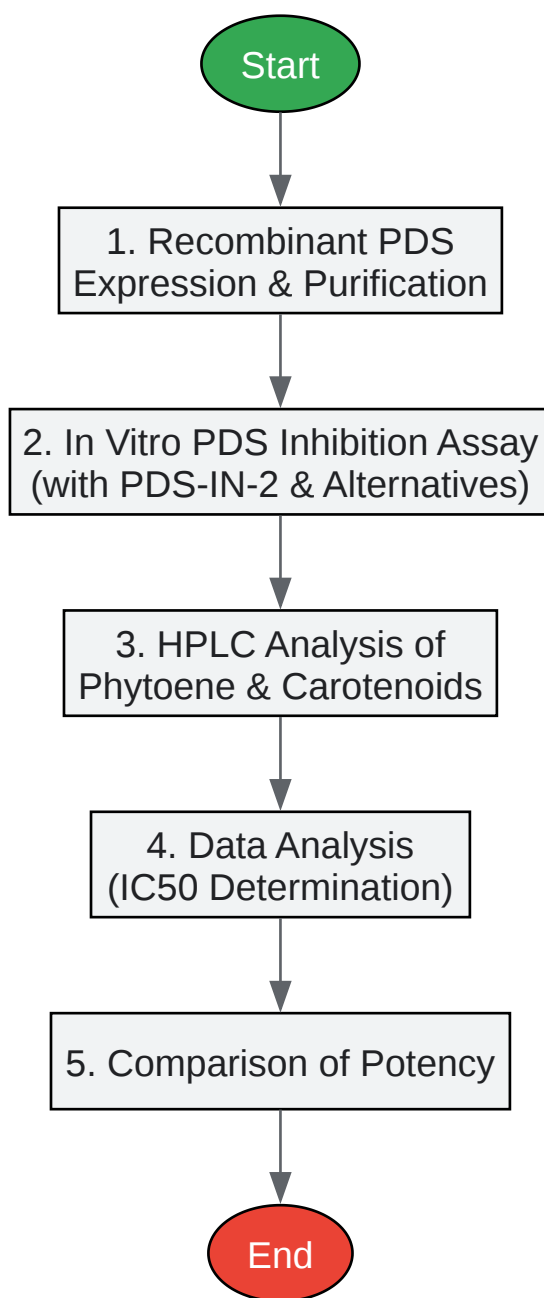 Start
1. Recombinant PDS
Expression & Purification
2. In Vitro PDS Inhibition Assay
(with PDS-IN-2 & Alternatives)
3. HPLC Analysis of
Phytoene & Carotenoids
4. Data Analysis
(IC50 Determination)
5. Comparison of Potency
End